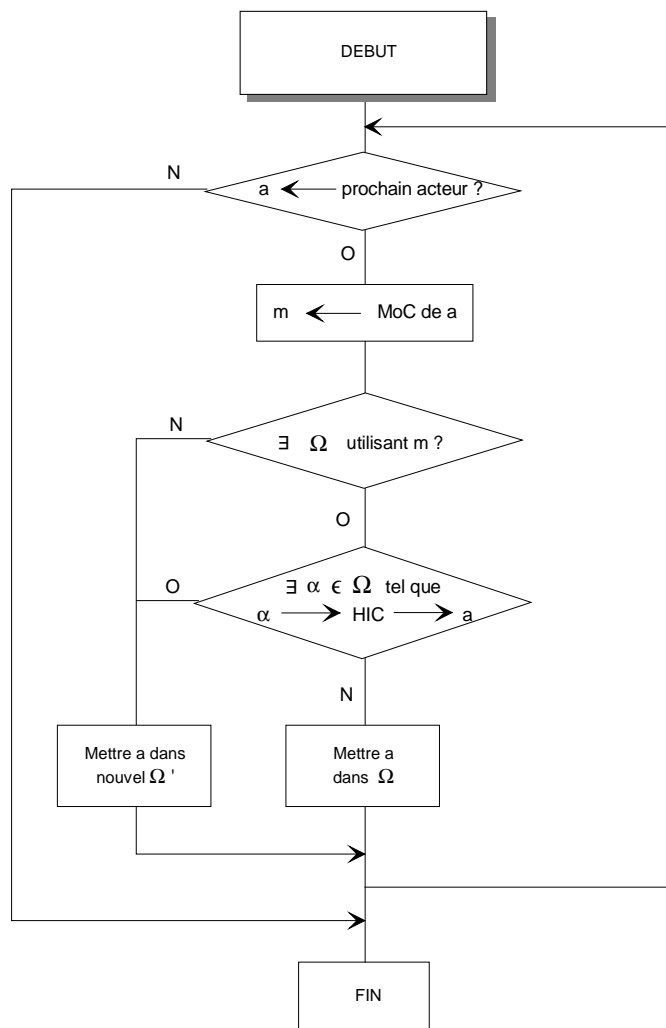 DEBUT
N
a ← prochain acteur ?
O
m ← MoC de a
N
∃ Ω utilisant m ?
O
O
∃ α ϵ Ω tel que
α → HIC → a
N
Mettre a dans
nouvel Ω '
Mettre a
dans Ω
FIN